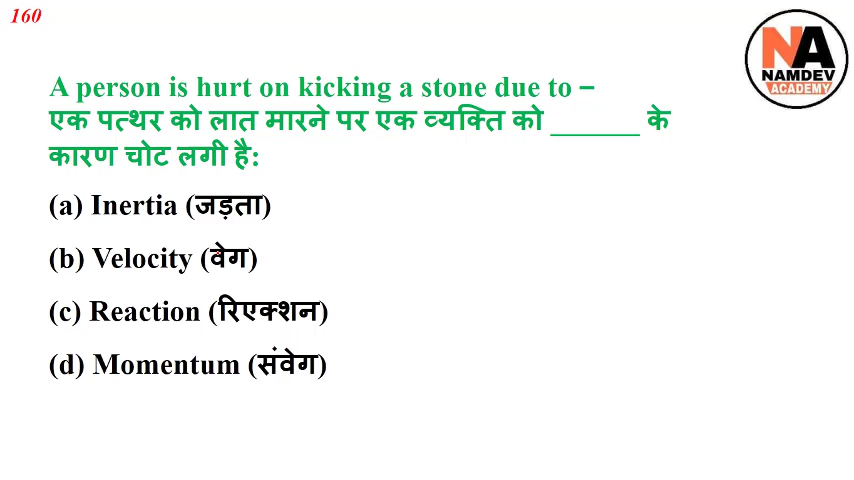 160
NA
NAMDEV
ACADEMY
A person is hurt on kicking a stone due to –
एक पत्थर को लात मारने पर एक व्यक्ति को ______ के
कारण चोट लगी है:
(a) Inertia (जड़ता)
(b) Velocity (वेग)
(c) Reaction (रिएक्शन)
(d) Momentum (संवेग)